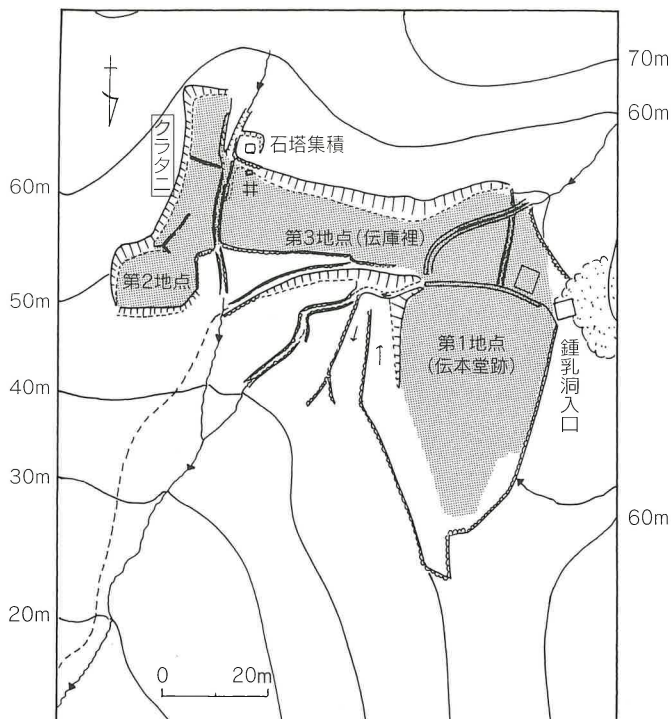 70m
60m
石塔集積
クラタニ
井
60m
第3地点(伝庫裡)
第2地点
50m
第1地点
(伝本堂跡)
鍾乳洞入口
40m
30m
60m
20m
0 20m